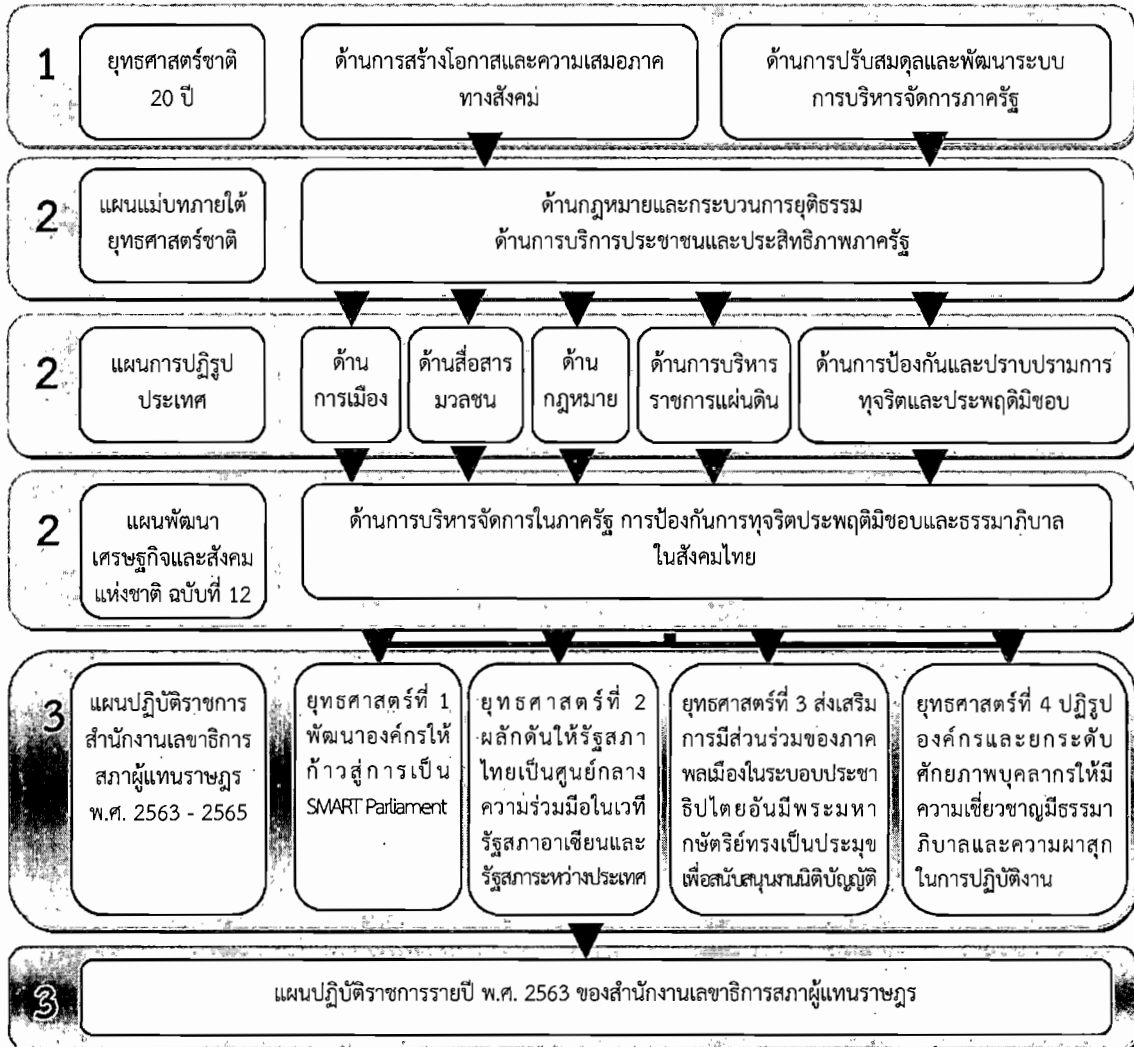 1
ยุทธศาสตร์ชาติ
20 ปี
ด้านการสร้างโอกาสและความเสมอภาค
ทางสังคม
ด้านการปรับสมดุลและพัฒนาระบบ
การบริหารจัดการภาครัฐ
2
แผนแม่บทภายใต้
ยุทธศาสตร์ชาติ
ด้านกฎหมายและกระบวนการยุติธรรม
ด้านการบริการประชาชนและประสิทธิภาพภาครัฐ
2
แผนการปฏิรูป
ประเทศ
ด้าน
การเมือง
ด้านสื่อสาร
มวลชน
ด้าน
กฎหมาย
ด้านการบริหาร
ราชการแผ่นดิน
ด้านการป้องกันและปราบปรามการ
ทุจริตและประพฤติมิชอบ
2
แผนพัฒนา
เศรษฐกิจและสังคม
แห่งชาติ ฉบับที่ 12
ด้านการบริหารจัดการในภาครัฐ การป้องกันการทุจริตประพฤติมิชอบและธรรมาภิบาล
ในสังคมไทย
3
แผนปฏิบัติราชการ
สำนักงานเลขาธิการ
สภาผู้แทนราษฎร
พ.ศ. 2563 - 2565
ยุทธศาสตร์ที่ 1
พัฒนาองค์กรให้
ก้าวสู่การเป็น
SMART Parliament
ยุทธศาสตร์ที่ 2
ผลักดันให้รัฐสภา
ไทยเป็นศูนย์กลาง
ความร่วมมือในเวที
รัฐสภาอาเซียนและ
รัฐสภาระหว่างประเทศ
ยุทธศาสตร์ที่ 3 ส่งเสริม
การมีส่วนร่วมของภาค
พลเมืองในระบอบประชา
ธิปไตยอันมีพระมหา
กษัตริย์ทรงเป็นประมุข
เพื่อสนับสนุนงานนิติบัญญัติ
ยุทธศาสตร์ที่ 4 ปฏิรูป
องค์กรและยกระดับ
ศักยภาพบุคลากรให้มี
ความเชี่ยวชาญมีธรรมา
ภิบาลและความผาสุก
ในการปฏิบัติงาน
3
แผนปฏิบัติราชการรายปี พ.ศ. 2563 ของสำนักงานเลขาธิการสภาผู้แทนราษฎร